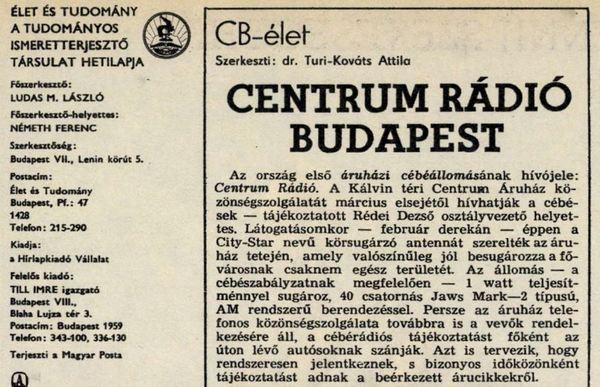 ÉLET ÉS TUDOMÁNY
A TUDOMÁNYOS
ISMERETTERJESZTŐ
TÁRSULAT HETILAPJA
Főszerkesztő:
LUDAS M. LÁSZLÓ
Főszerkesztő-helyettes:
NÉMETH FERENC
Szerkesztőség:
Budapest VII., Lenin körút 5.
Postacím:
Élet és Tudomány
Budapest, Pf.: 47
1428
Telefon: 215-290
Kiadja:
a Hírlapkiadó Vállalat
Felelős kiadó:
TILL IMRE igazgató
Budapest VIII.,
Blaha Lujza tér 3.
Postacím: Budapest 1959
Telefon: 343-100, 336-130
Terjeszti a Magyar Posta
CB-élet
Szerkeszti: dr. Turi-Kováts Attila
CENTRUM RÁDIÓ
BUDAPEST
Az ország első áruházi cébéállomásának hívójele:
Centrum Rádió. A Kálvin téri Centrum Áruház kö-
zönségszolgálatát március elsejétől hívhatják a cébé-
sek — tájékoztatott Rédei Dezső osztályvezető helyet-
tes. Látogatásomkor — február derekán — éppen a
City-Star nevű körsugárzó antennát szerelték az áru-
ház tetején, amely valószínűleg jól besugározza a fő-
városnak csaknem egész területét. Az állomás — a
cébészabályzatnak megfelelően — 1 watt teljesít-
ménnyel sugároz, 40 csatornás Jaws Mark—2 típusú,
AM rendszerű berendezéssel. Persze az áruház tele-
fonos közönségszolgálata továbbra is a vevők rendel-
kezésére áll, a cébérádiós tájékoztatást főként az
úton lévő autósoknak szánják. Azt is tervezik, hogy
rendszeresen jelentkeznek, s bizonyos időközönként
tájékoztatást adnak a beérkezett árucikkekről.